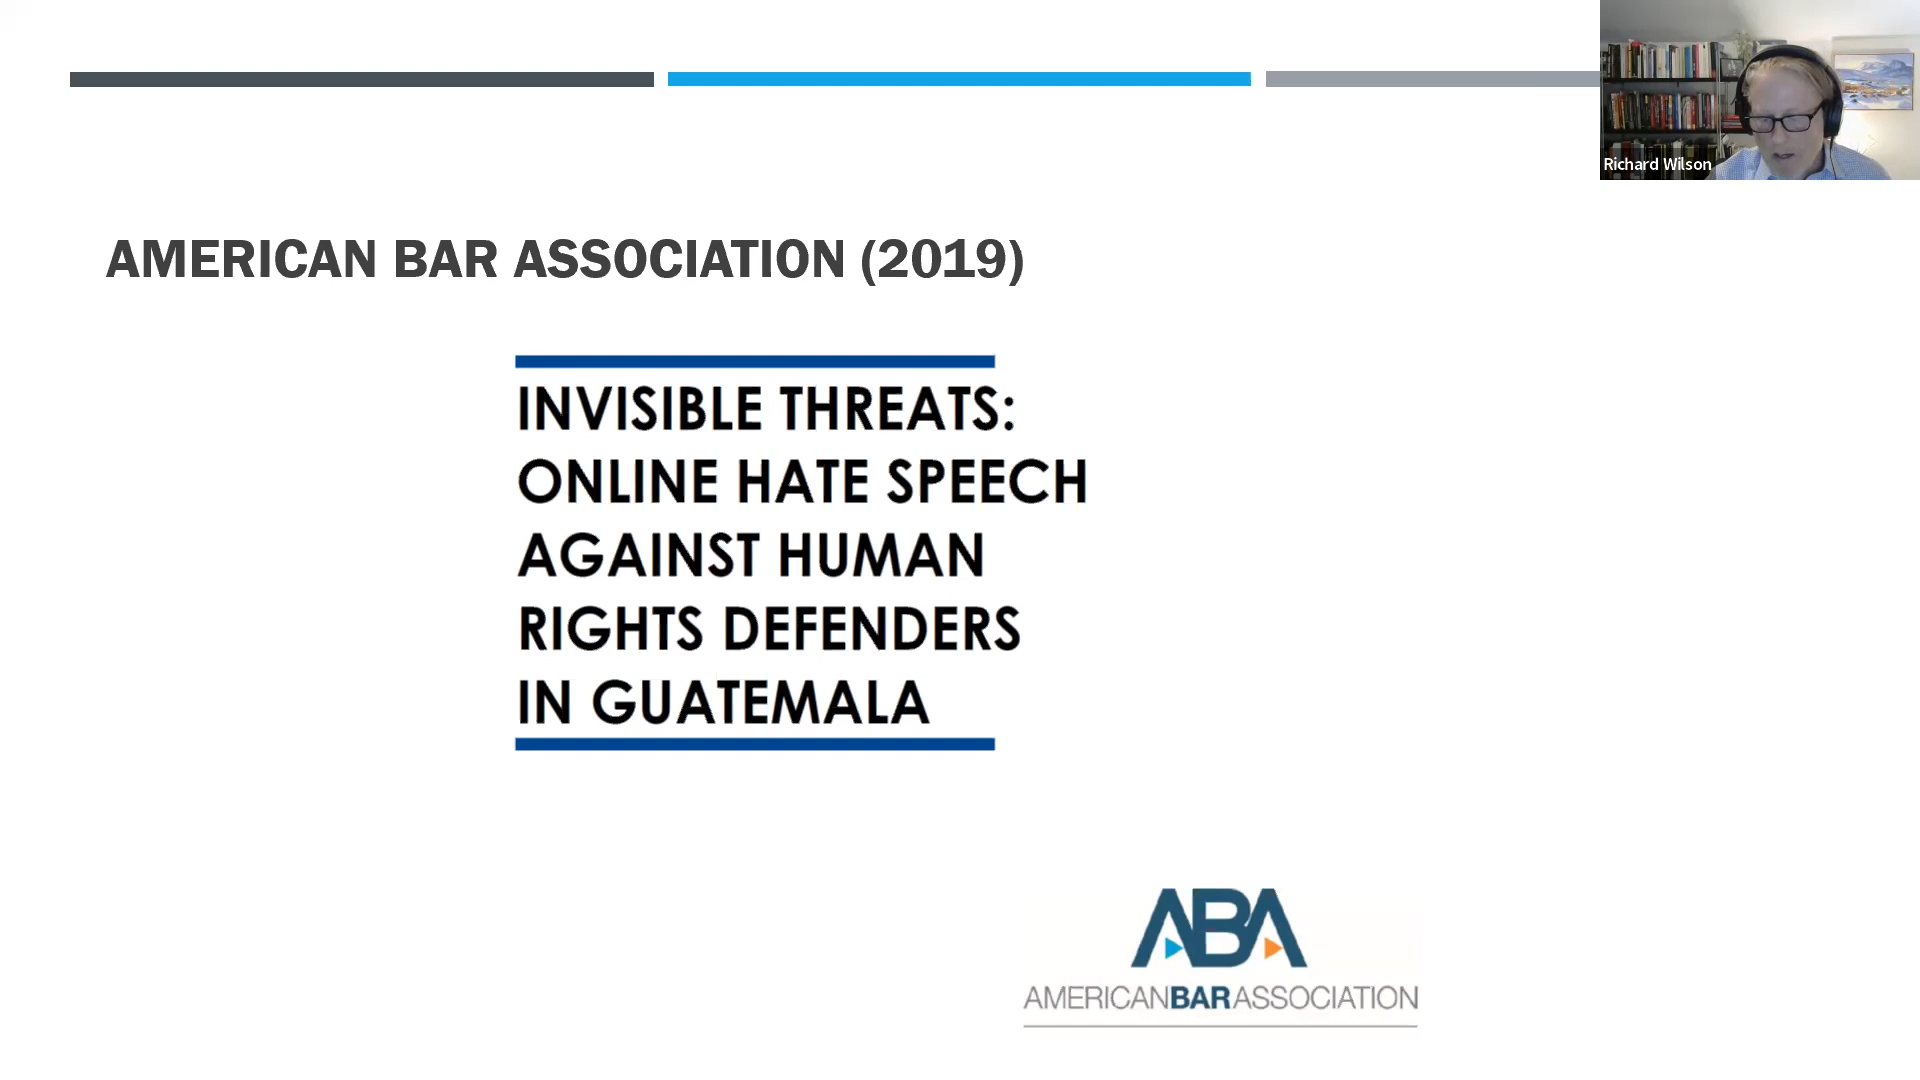 Richard Wilson
AMERICAN BAR ASSOCIATION (2019)
INVISIBLE THREATS:
ONLINE HATE SPEECH
AGAINST HUMAN
RIGHTS DEFENDERS
IN GUATEMALA
ABA
AMERICANBARASSOCIATION